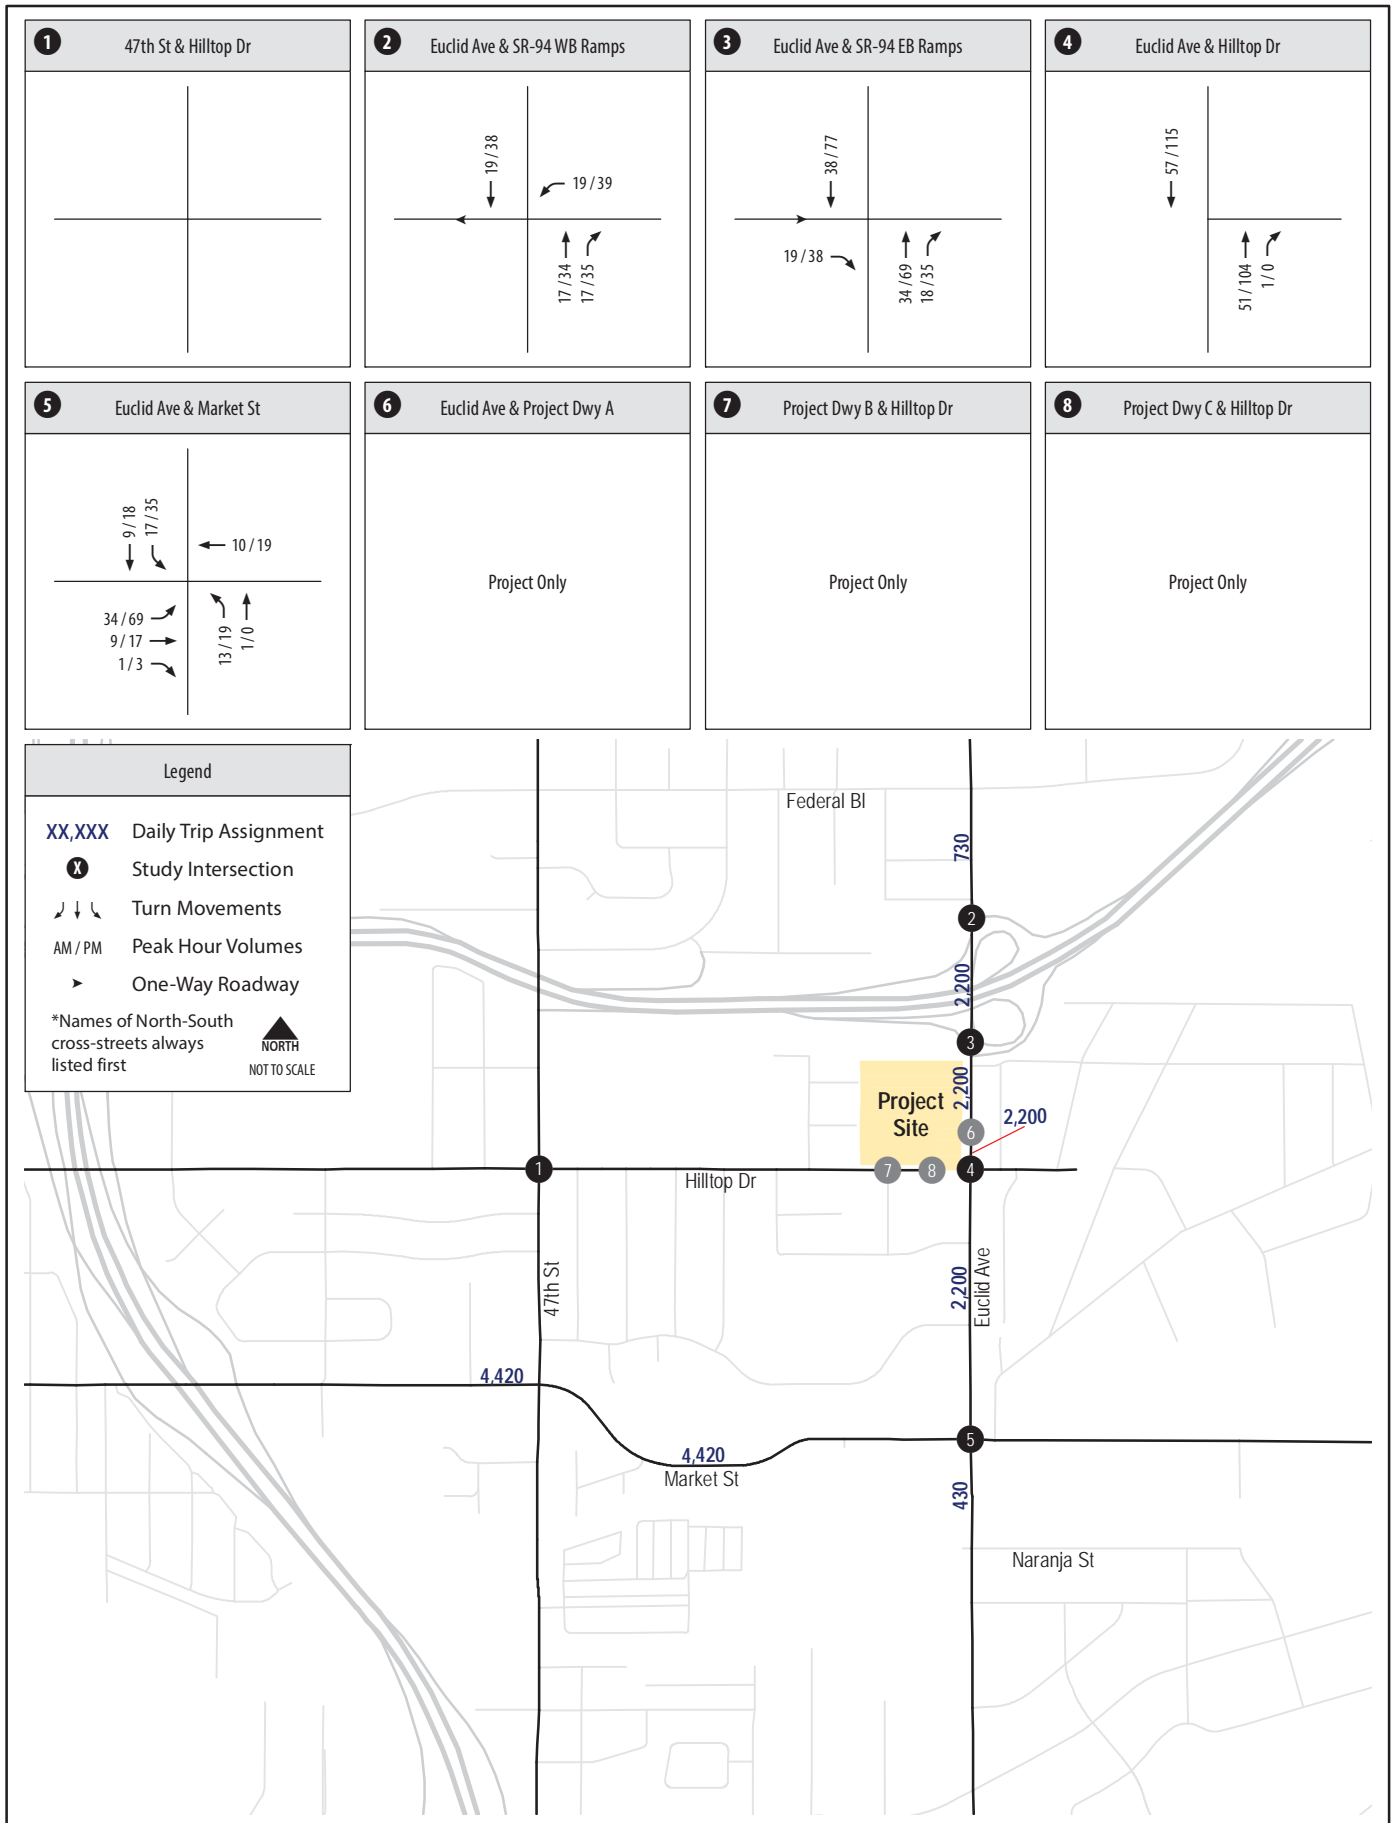 1 47th St & Hilltop Dr
2 Euclid Ave & SR-94 WB Ramps
19 / 38
19 / 39
17 / 34
17 / 35
3 Euclid Ave & SR-94 EB Ramps
38 / 77
19 / 38
34 / 69
18 / 35
4 Euclid Ave & Hilltop Dr
57 / 115
51 / 104
1 / 0
5 Euclid Ave & Market St
9 / 18
17 / 35
10 / 19
34 / 69
9 / 17
1 / 3
13 / 19
1 / 0
6 Euclid Ave & Project Dwy A
Project Only
7 Project Dwy B & Hilltop Dr
Project Only
8 Project Dwy C & Hilltop Dr
Project Only
Legend
XX,XXX Daily Trip Assignment
X Study Intersection
Turn Movements
AM / PM Peak Hour Volumes
One-Way Roadway
*Names of North-South
cross-streets always
listed first
NORTH
NOT TO SCALE
Federal Bl
730
2
2,200
3
2,200
Project
Site
6
2,200
1
7
8
4
Hilltop Dr
47th St
2,200
Euclid Ave
4,420
5
4,420
Market St
430
Naranja St